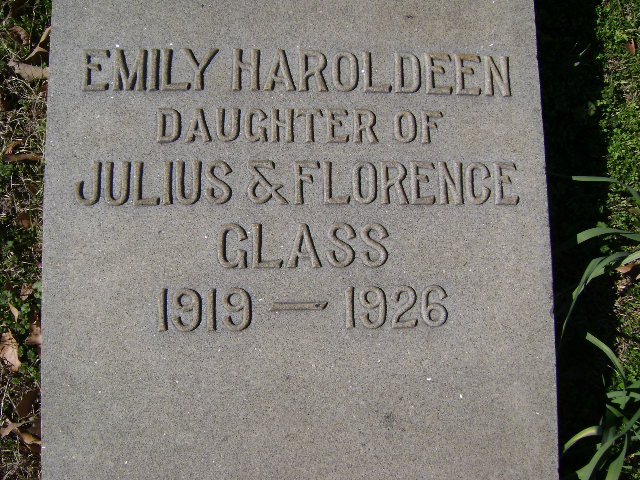 EMILY HAROLDEEN
DAUGHTER OF
JULIUS & FLORENCE
GLASS
1919 — 1926